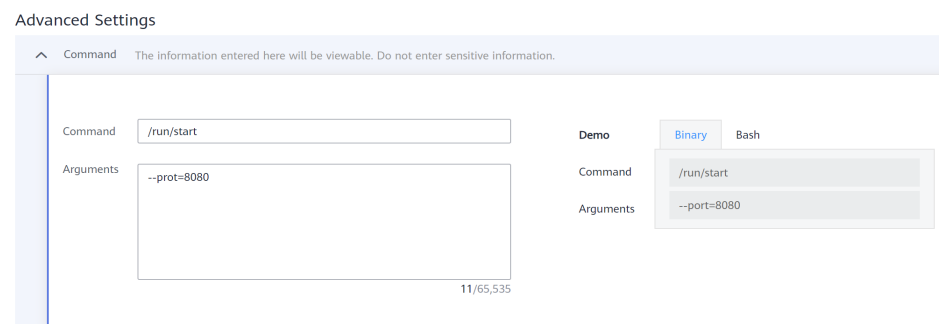 Advanced Settings
Command The information entered here will be viewable. Do not enter sensitive information.
Command /run/start
Arguments --prot=8080
11/65,535
Demo Binary Bash
Command /run/start
Arguments --port=8080